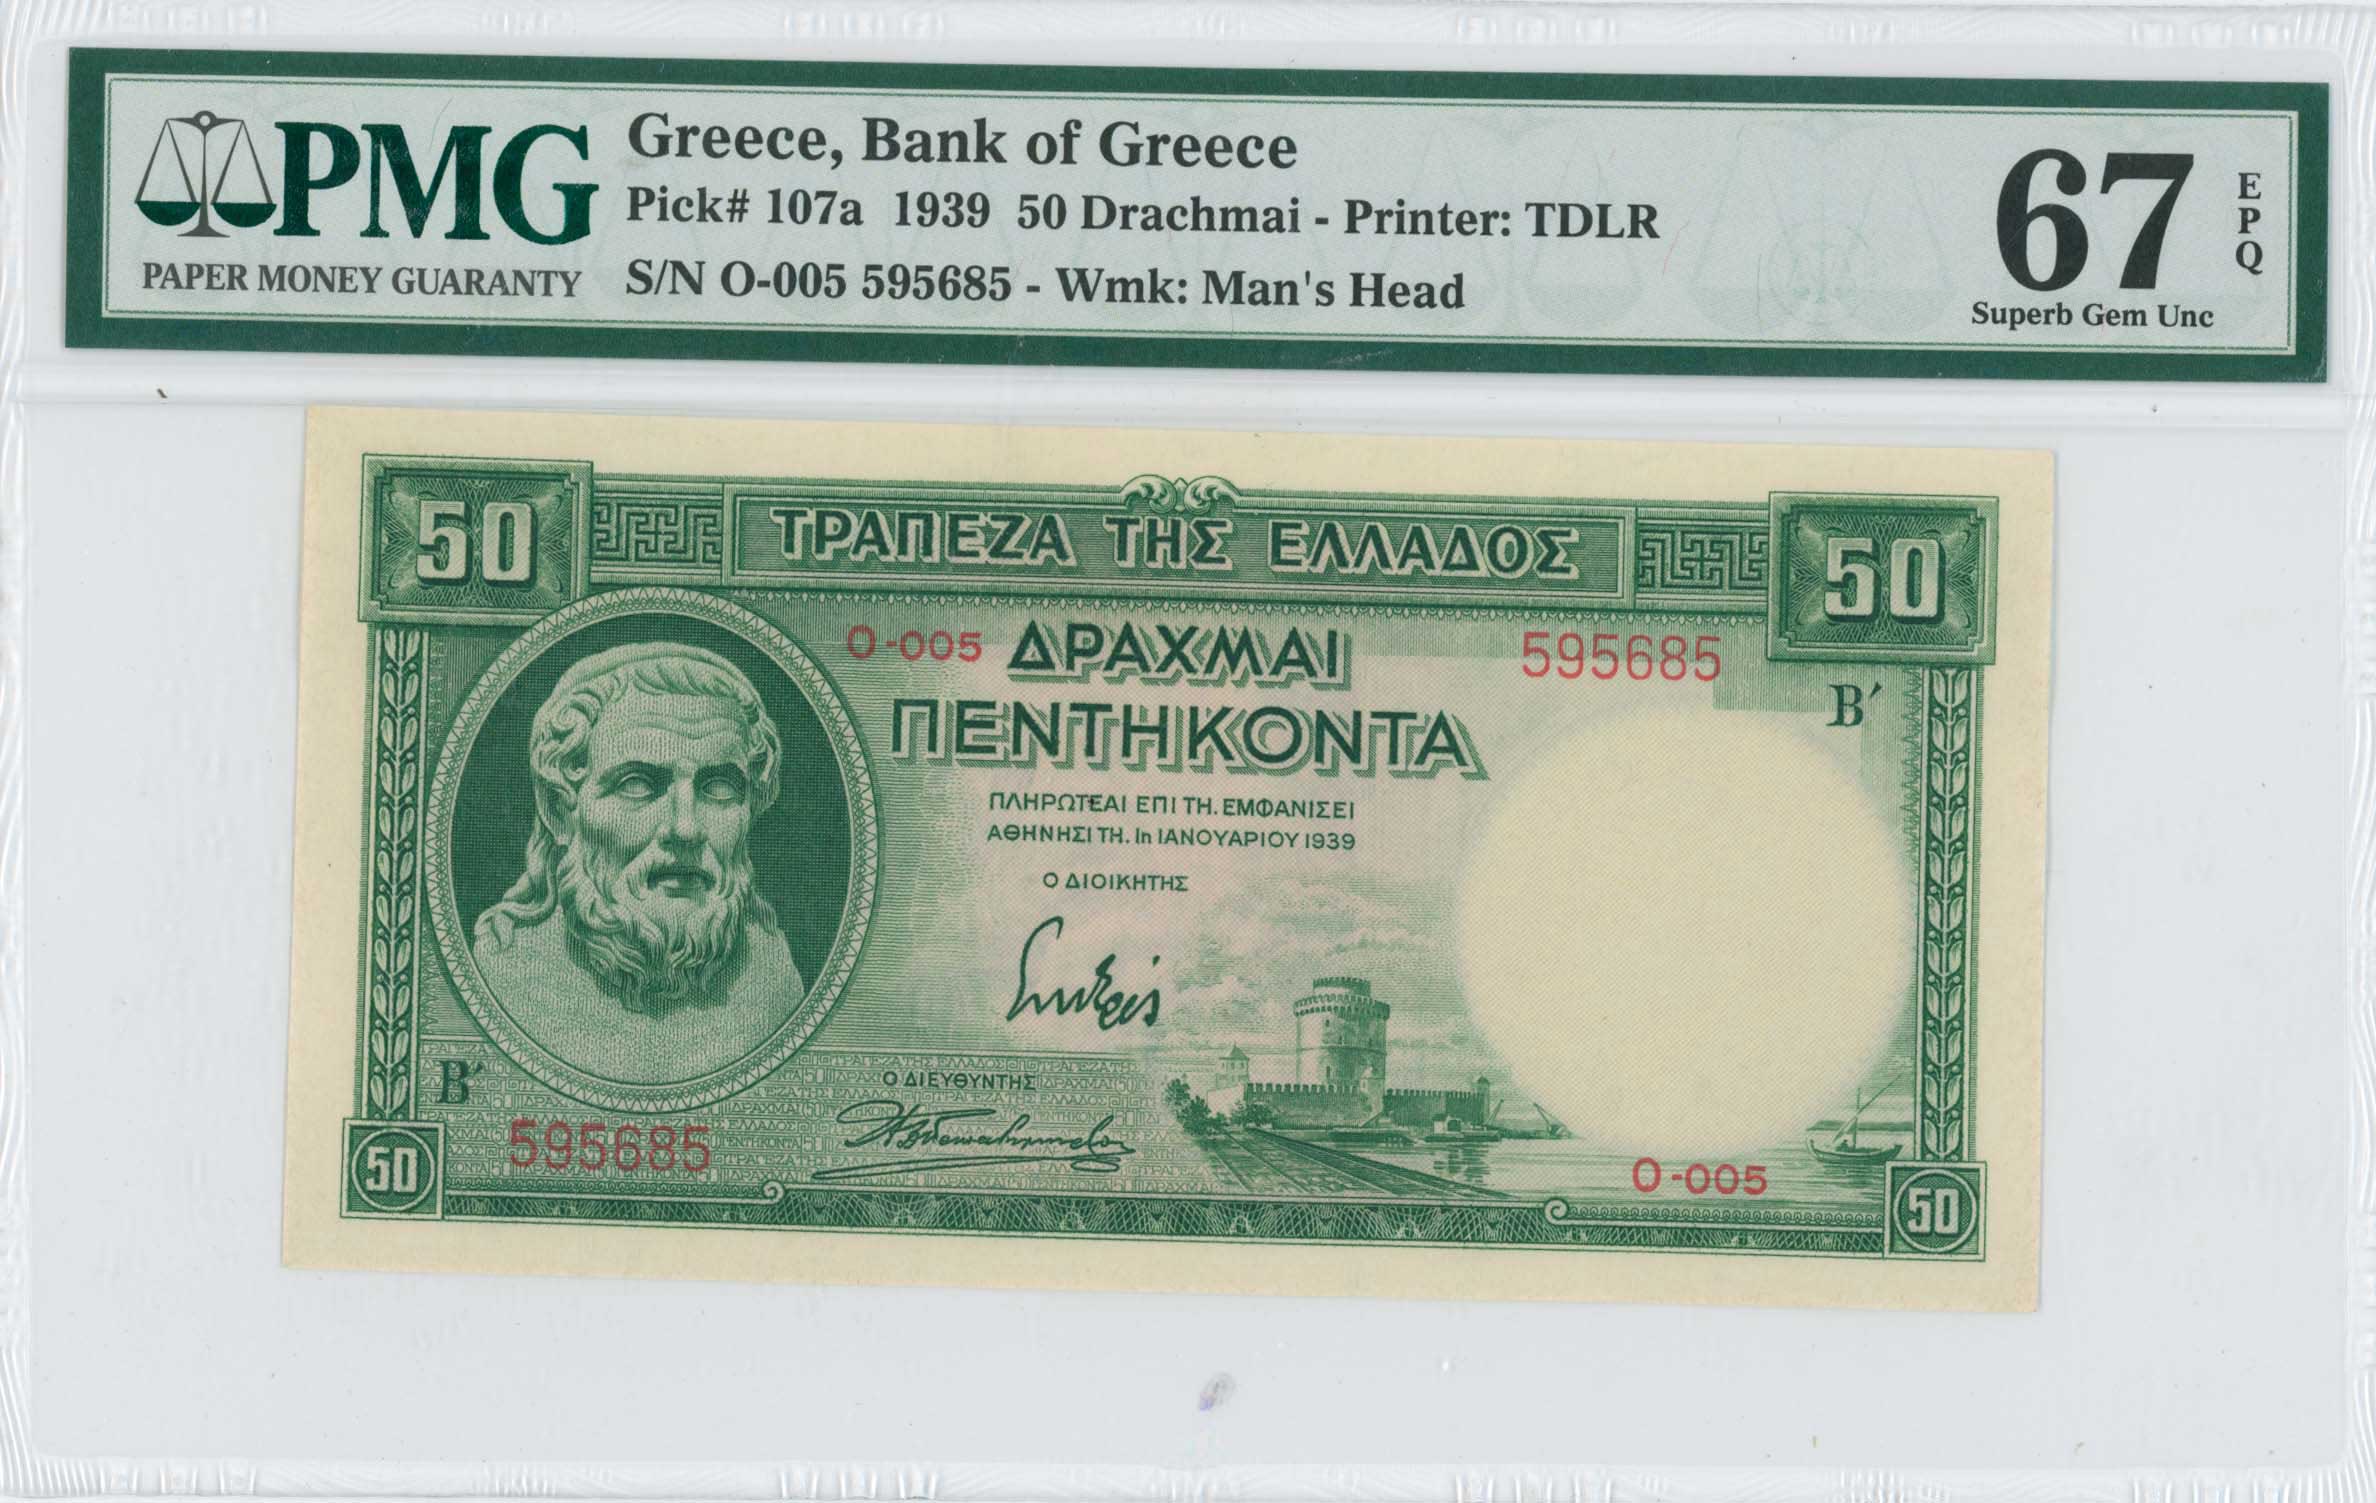 PMG
PAPER MONEY GUARANTY
Greece, Bank of Greece
Pick# 107a 1939 50 Drachmai - Printer: TDLR
S/N O-005 595685 - Wmk: Man's Head
67
EPQ
Superb Gem Unc
50
ΤΡΑΠΕΖΑ ΤΗΣ ΕΛΛΑΔΟΣ
50
O-005
ΔΡΑΧΜΑΙ
595685
ΠΕΝΤΗΚΟΝΤΑ
Β΄
ΠΛΗΡΩΤΕΑΙ ΕΠΙ ΤΗ. ΕΜΦΑΝΙΣΕΙ
ΑΘΗΝΗΣΙ ΤΗ. 1η ΙΑΝΟΥΑΡΙΟΥ 1939
Ο ΔΙΟΙΚΗΤΗΣ
Β΄
Ο ΔΙΕΥΘΥΝΤΗΣ
595685
O-005
50
50